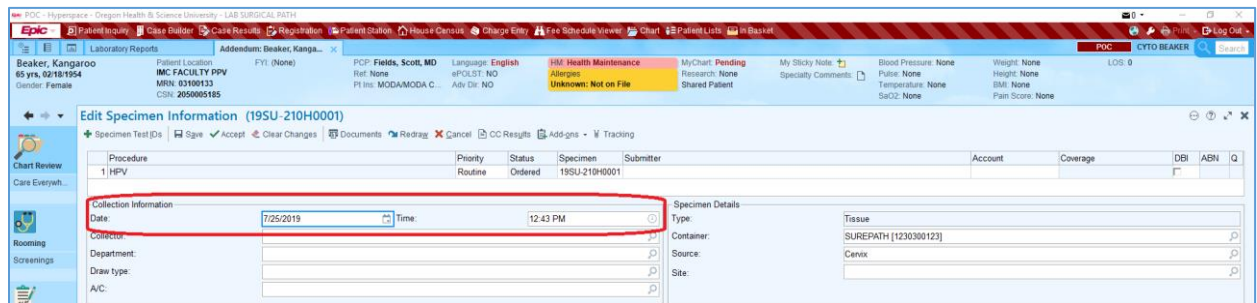 POC - Hyperspace - Oregon Health & Science University - LAB SURGICAL PATH
Epic Patient Inquiry Case Builder Case Results Registration Patient Station House Census Charge Entry Fee Schedule Viewer Chart Patient Lists In Basket Print Log Out
Laboratory Reports Addendum: Beaker, Kanga... POC CYTO BEAKER Search
Beaker, Kangaroo Patient Location FYI: (None) PCP: Fields, Scott, MD Language: English HM: Health Maintenance MyChart: Pending My Sticky Note: Blood Pressure: None Weight: None LOS: 0
65 yrs, 02/18/1954 IMC FACULTY PPV Ref: None ePOLST: NO Allergies Research: None Specialty Comments: Pulse: None Height: None
Gender: Female MRN: 03100133 Pt Ins: MODA/MODA C... Adv Dir: NO Unknown: Not on File Shared Patient Temperature: None BMI: None
CSN: 2050005185 SaO2: None Pain Score: None
Edit Specimen Information (19SU-210H0001)
Specimen Test IDs Save Accept Clear Changes Documents Redraw Cancel CC Results Add-ons Tracking
Chart Review
Care Everywh...
Rooming
Screenings
Procedure Priority Status Specimen Submitter Account Coverage DBI ABN Q
1 HPV Routine Ordered 19SU-210H0001
Collection Information Specimen Details
Date: 7/25/2019 Time: 12:43 PM Type: Tissue
Collector: Container: SUREPATH [1230300123]
Department: Source: Cervix
Draw type: Site:
A/C: